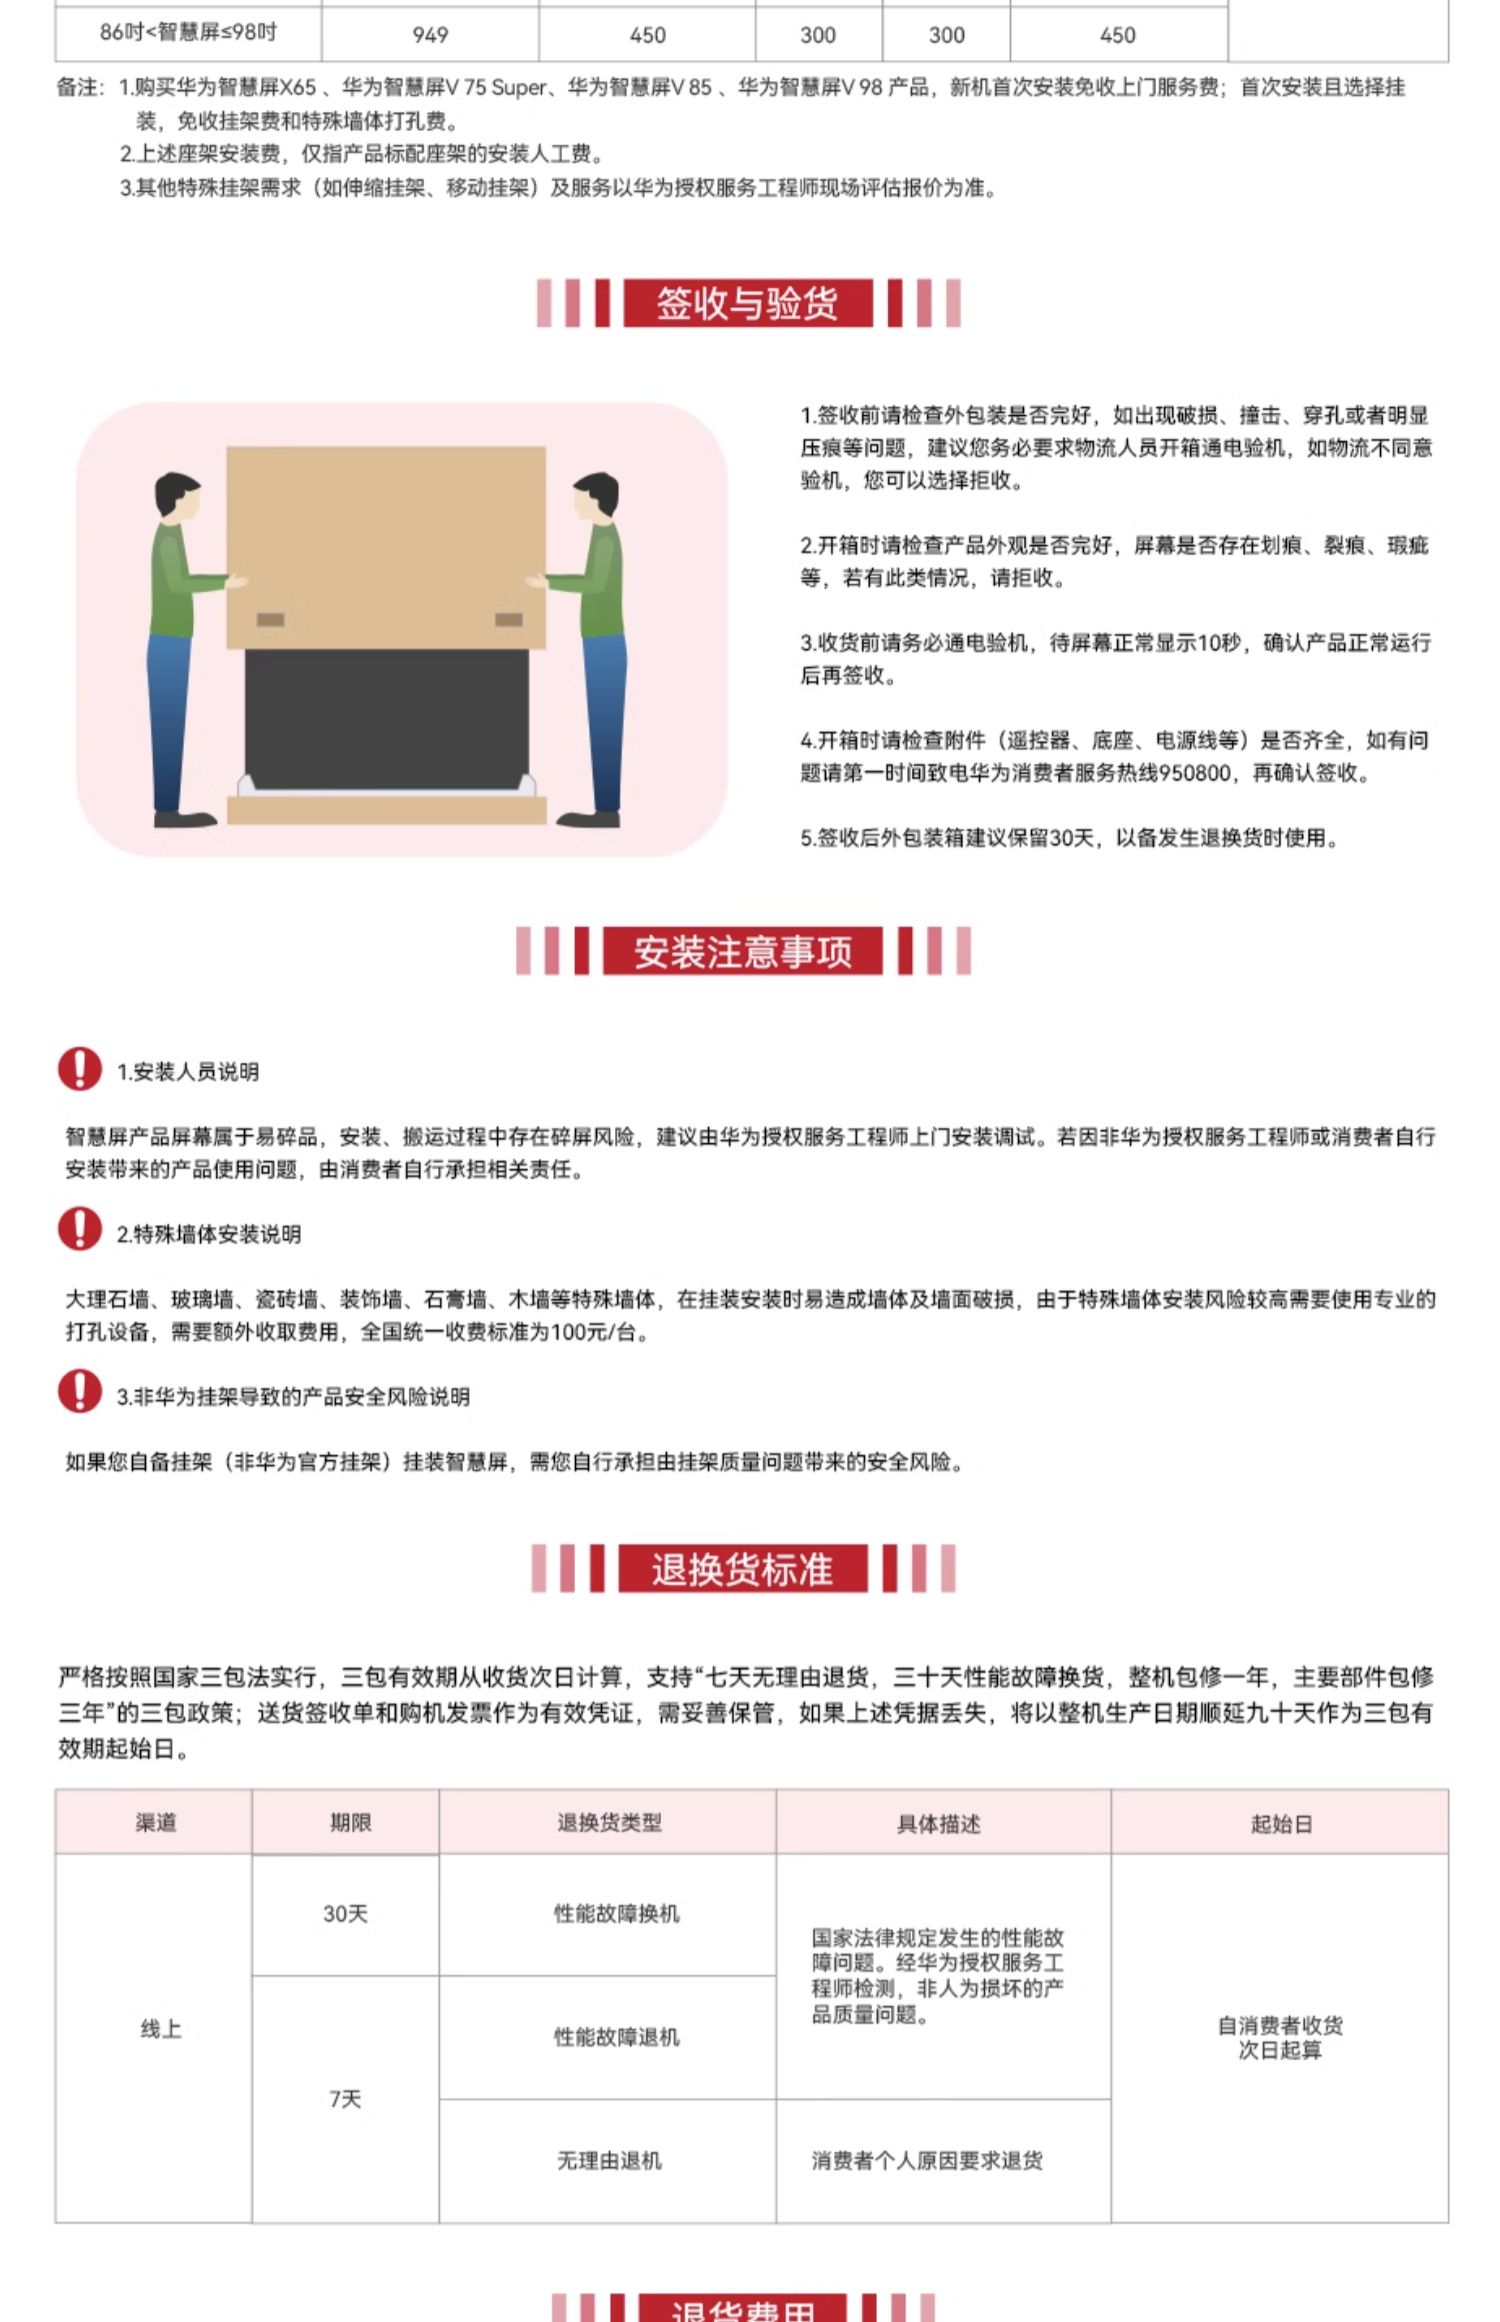 86吋<智慧屏≤98吋 949 450 300 300 450
备注：1.购买华为智慧屏X65 、华为智慧屏V 75 Super、华为智慧屏V 85 、华为智慧屏V 98 产品，新机首次安装免收上门服务费；首次安装且选择挂
装，免收挂架费和特殊墙体打孔费。
2.上述座架安装费，仅指产品标配座架的安装人工费。
3.其他特殊挂架需求（如伸缩挂架、移动挂架）及服务以华为授权服务工程师现场评估报价为准。
签收与验货
1.签收前请检查外包装是否完好，如出现破损、撞击、穿孔或者明显
压痕等问题，建议您务必要求物流人员开箱通电验机，如物流不同意
验机，您可以选择拒收。
2.开箱时请检查产品外观是否完好，屏幕是否存在划痕、裂痕、瑕疵
等，若有此类情况，请拒收。
3.收货前请务必通电验机，待屏幕正常显示10秒，确认产品正常运行
后再签收。
4.开箱时请检查附件（遥控器、底座、电源线等）是否齐全，如有问
题请第一时间致电华为消费者服务热线950800，再确认签收。
5.签收后外包装箱建议保留30天，以备发生退换货时使用。
安装注意事项
1.安装人员说明
智慧屏产品屏幕属于易碎品，安装、搬运过程中存在碎屏风险，建议由华为授权服务工程师上门安装调试。若因非华为授权服务工程师或消费者自行
安装带来的产品使用问题，由消费者自行承担相关责任。
2.特殊墙体安装说明
大理石墙、玻璃墙、瓷砖墙、装饰墙、石膏墙、木墙等特殊墙体，在挂装安装时易造成墙体及墙面破损，由于特殊墙体安装风险较高需要使用专业的
打孔设备，需要额外收取费用，全国统一收费标准为100元/台。
3.非华为挂架导致的产品安全风险说明
如果您自备挂架（非华为官方挂架）挂装智慧屏，需您自行承担由挂架质量问题带来的安全风险。
退换货标准
严格按照国家三包法实行，三包有效期从收货次日计算，支持“七天无理由退货，三十天性能故障换货，整机包修一年，主要部件包修
三年”的三包政策；送货签收单和购机发票作为有效凭证，需妥善保管，如果上述凭据丢失，将以整机生产日期顺延九十天作为三包有
效期起始日。
渠道 期限 退换货类型 具体描述 起始日
30天 性能故障换机
国家法律规定发生的性能故
障问题。经华为授权服务工
程师检测，非人为损坏的产
品质量问题。
线上 性能故障退机
自消费者收货
次日起算
7天
无理由退机 消费者个人原因要求退货
退货费用